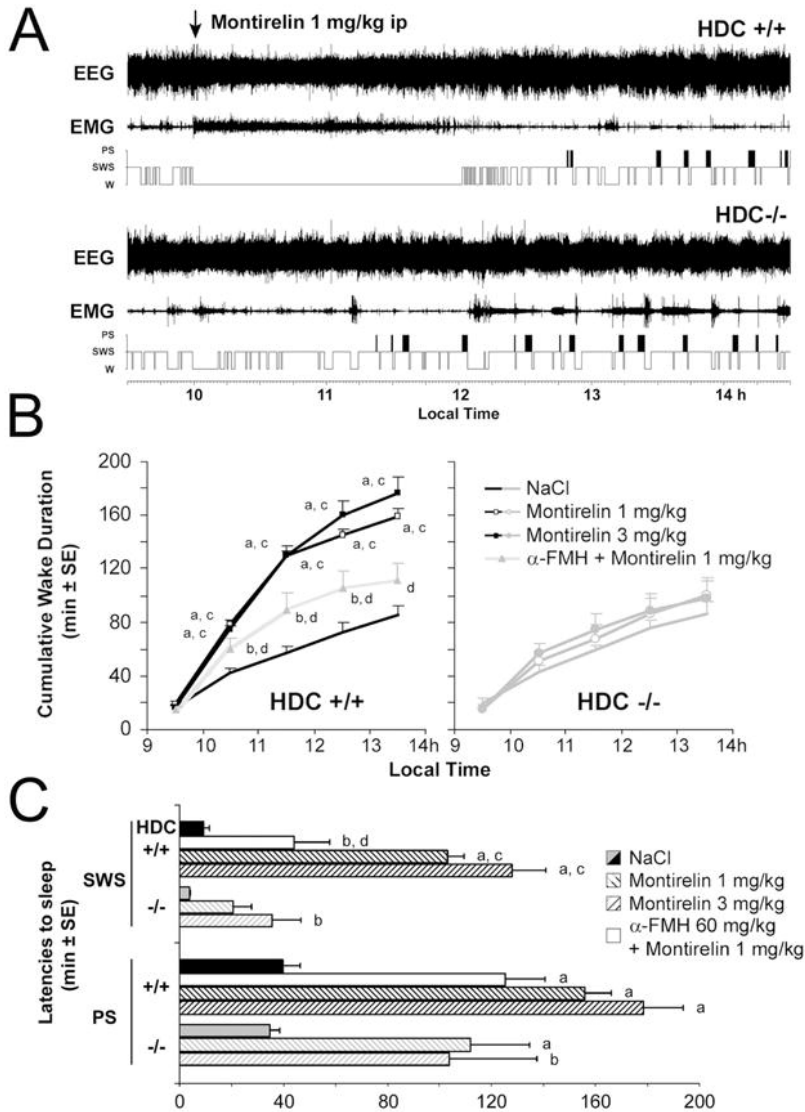 A
Montirelin 1 mg/kg ip
HDC +/+
EEG
EMG
PS
SWS
W
HDC-/-
EEG
EMG
PS
SWS
W
10 11 12 13 14 h
Local Time
B
Cumulative Wake Duration
(min ± SE)
200
160
120
80
40
0
a, c
a, c
a, c
a, c
a, c
a, c
a, c
a, c
b, d
b, d
b, d
d
HDC +/+
9 10 11 12 13 14h
NaCl
Montirelin 1 mg/kg
Montirelin 3 mg/kg
α-FMH + Montirelin 1 mg/kg
HDC -/-
9 10 11 12 13 14h
Local Time
C
Latencies to sleep
(min ± SE)
SWS
HDC
+/+
b, d
a, c
a, c
-/-
b
PS
+/+
a
a
a
-/-
a
b
NaCl
Montirelin 1 mg/kg
Montirelin 3 mg/kg
α-FMH 60 mg/kg
+ Montirelin 1 mg/kg
0 40 80 120 160 200